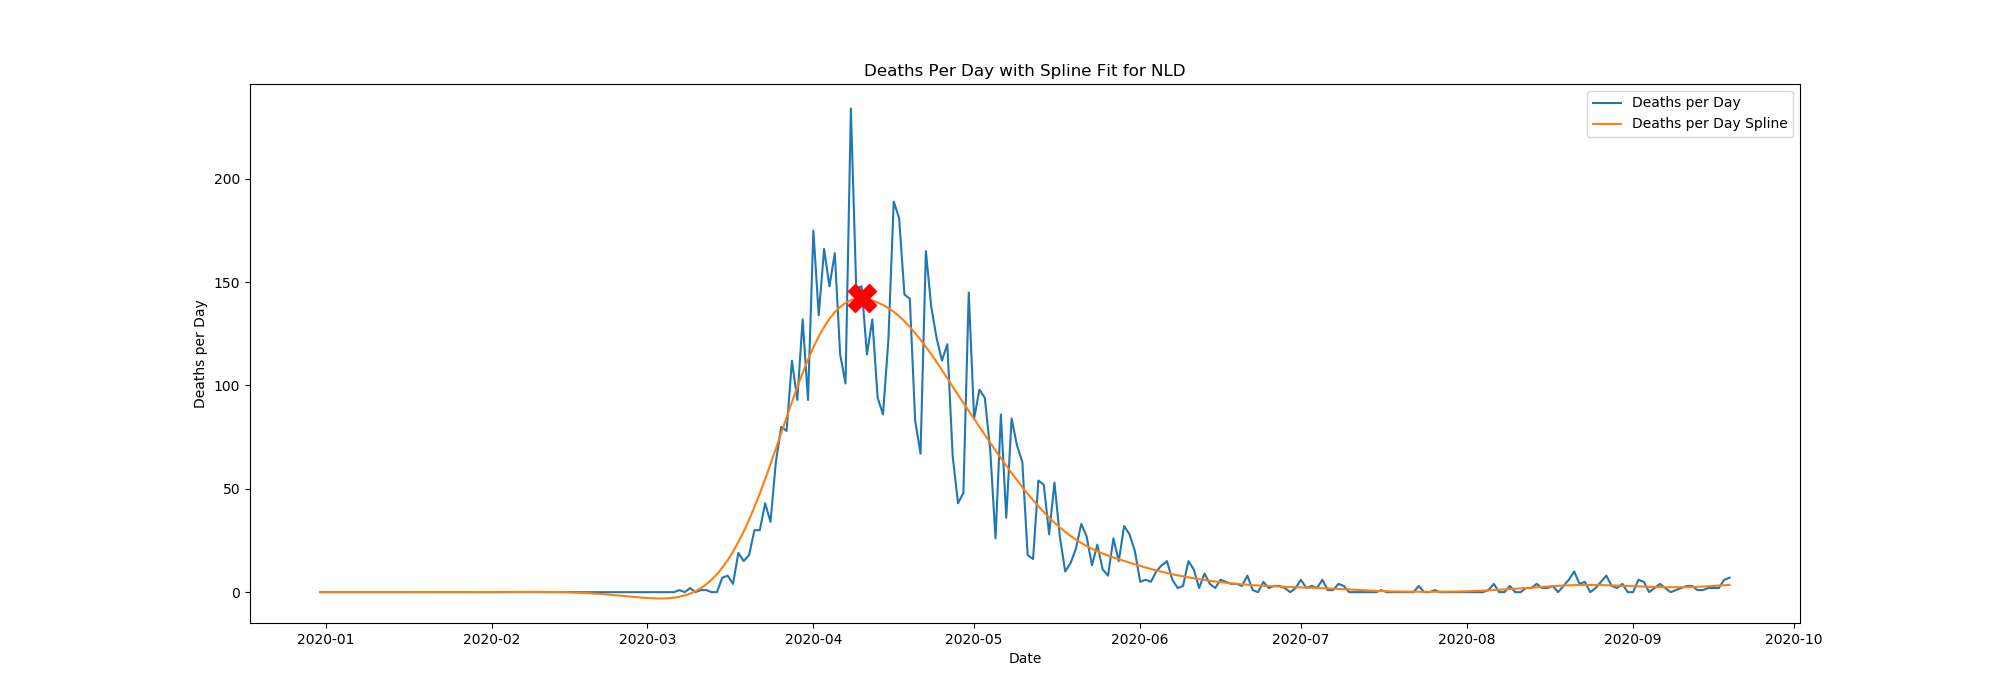 Deaths Per Day with Spline Fit for NLD
Deaths per Day
Deaths per Day Spline
200
150
100
50
0
Deaths per Day
2020-01 2020-02 2020-03 2020-04 2020-05 2020-06 2020-07 2020-08 2020-09 2020-10
Date